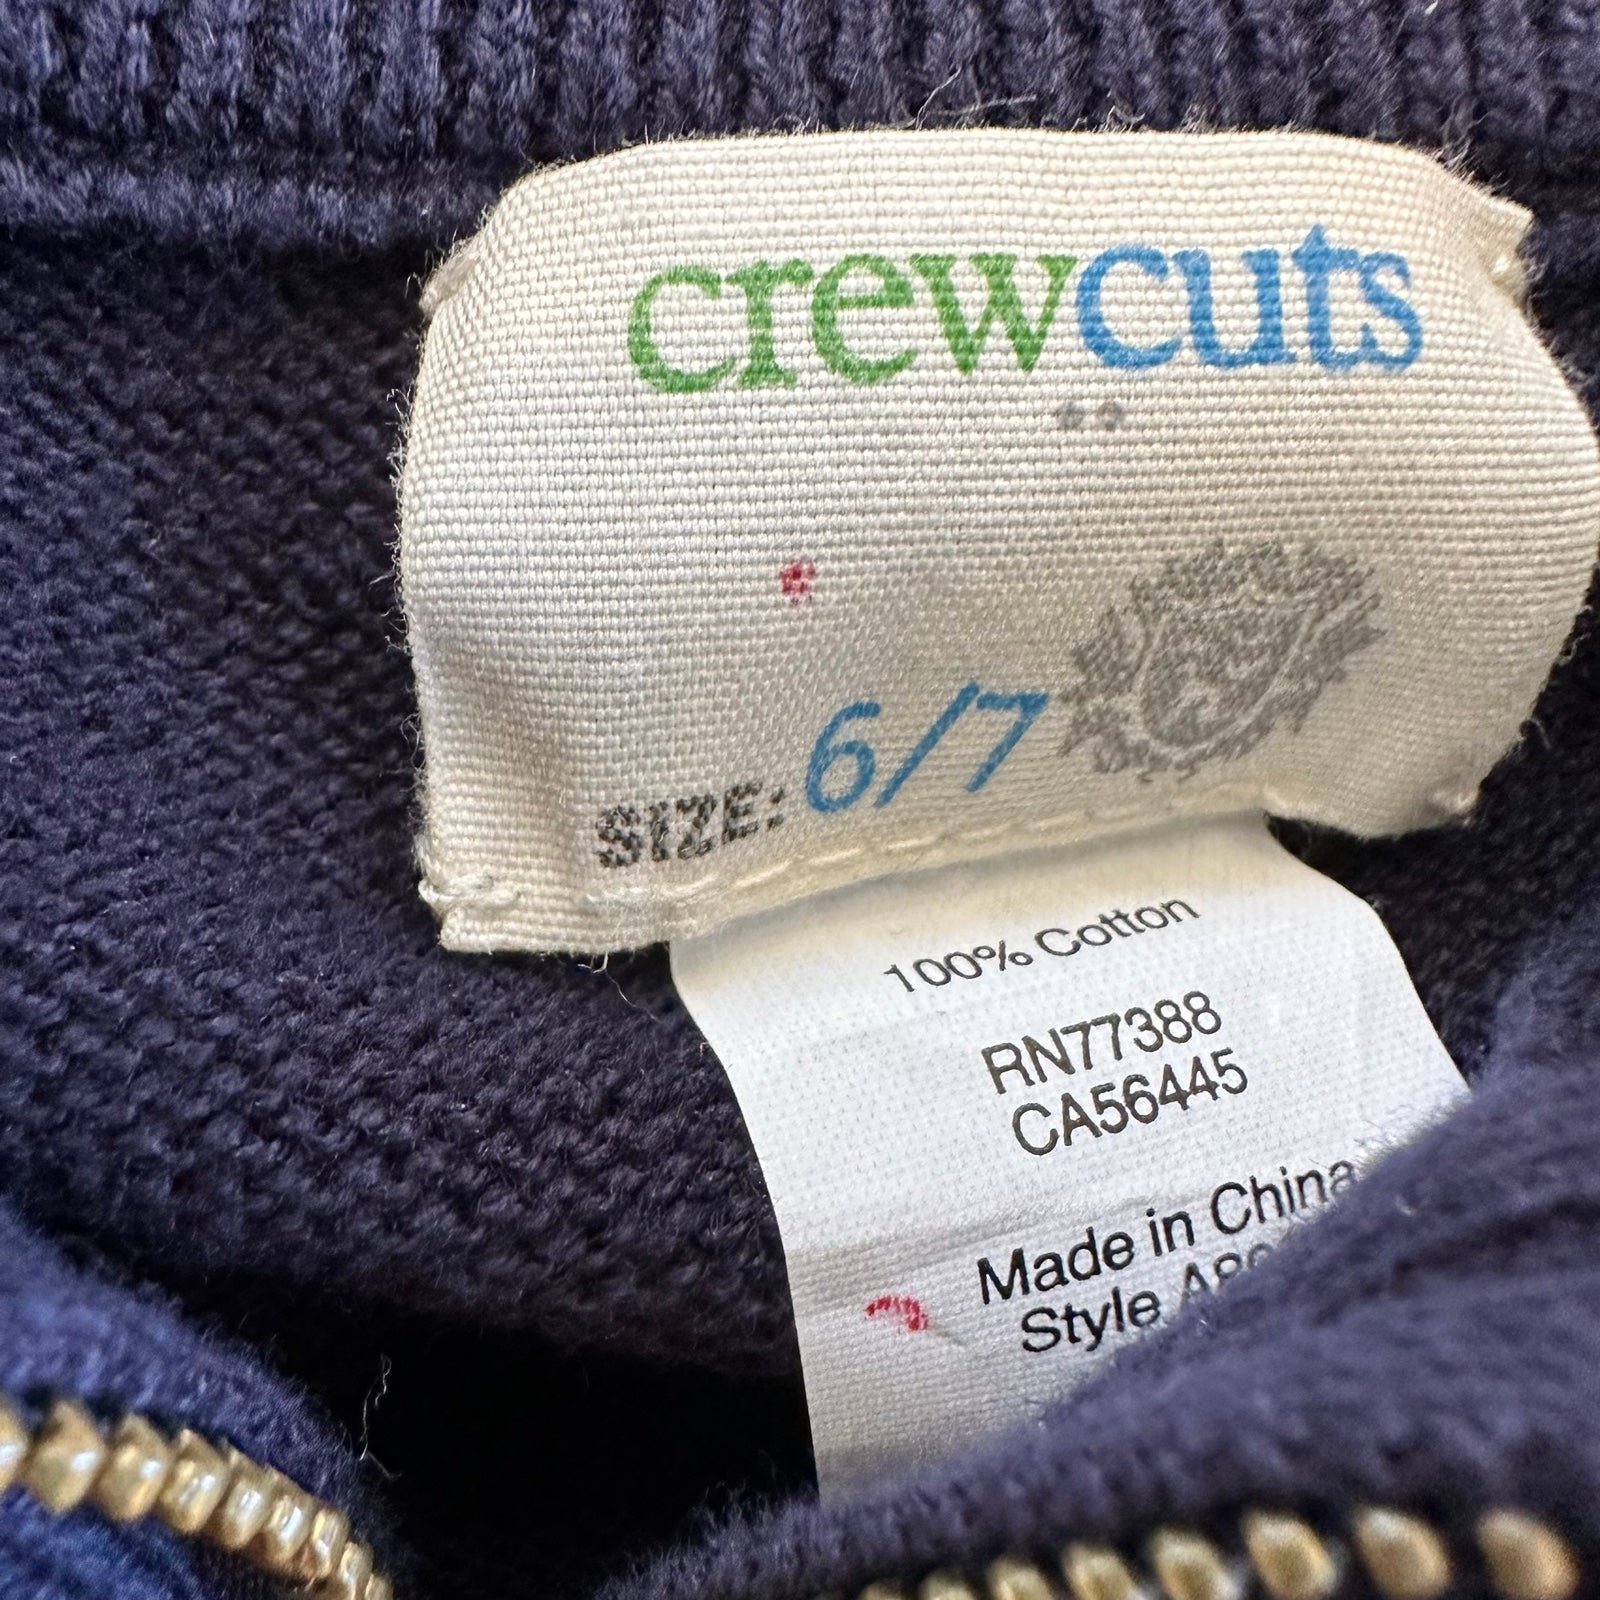 crewcuts
SIZE: 6/7
100% Cotton
RN77388
CA56445
Made in China
Style